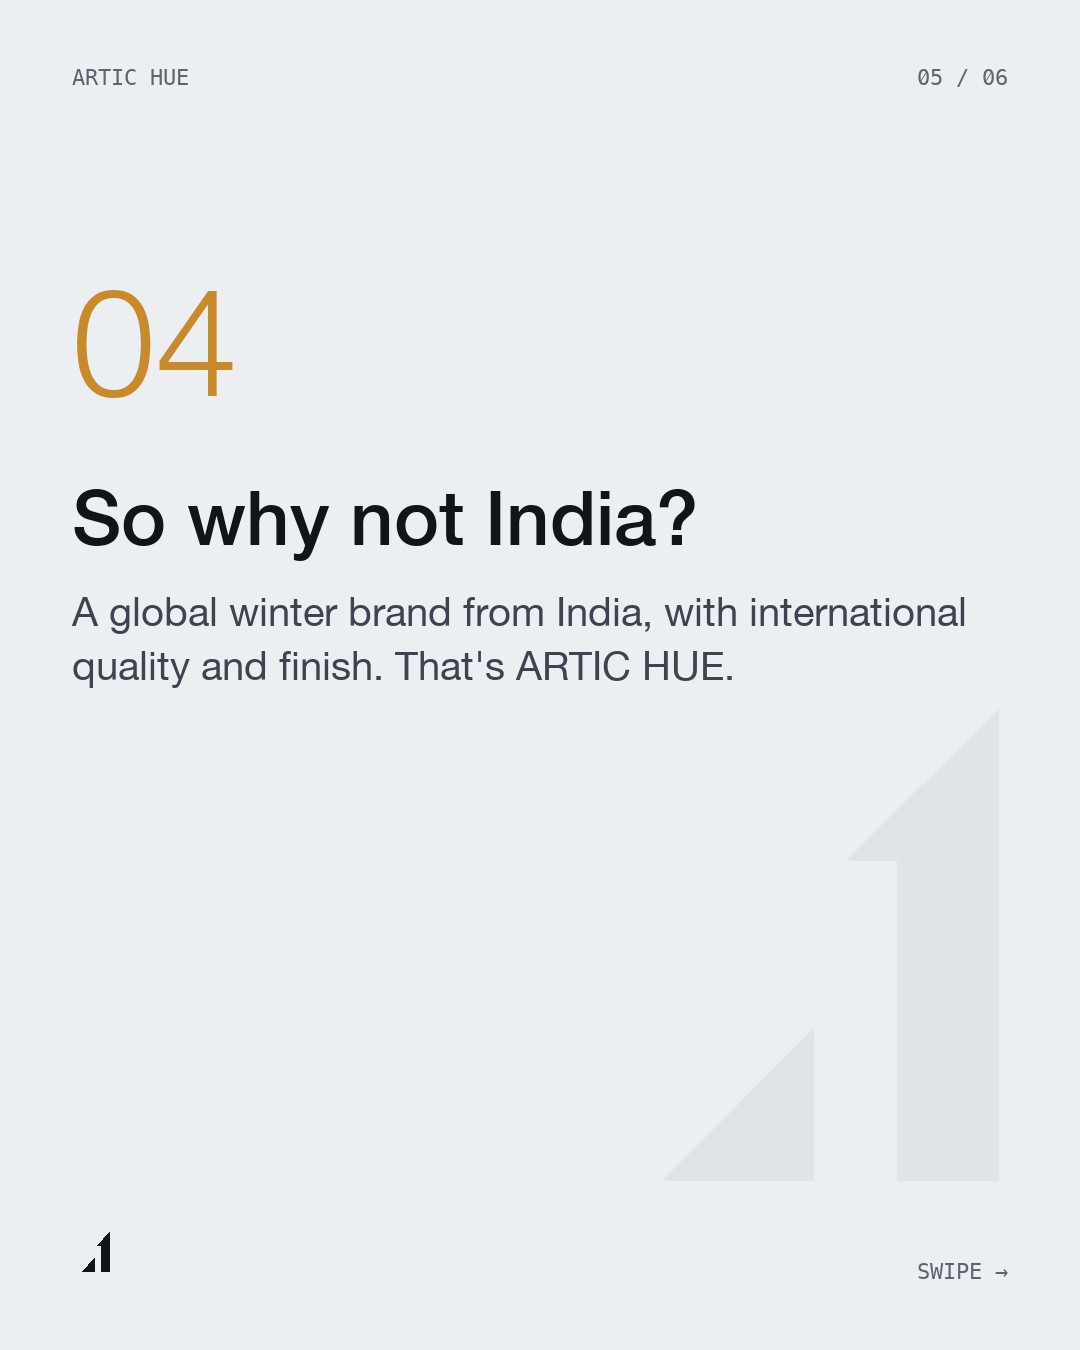 ARTIC HUE
05 / 06
04
So why not India?
A global winter brand from India, with international
quality and finish. That's ARTIC HUE.
SWIPE →